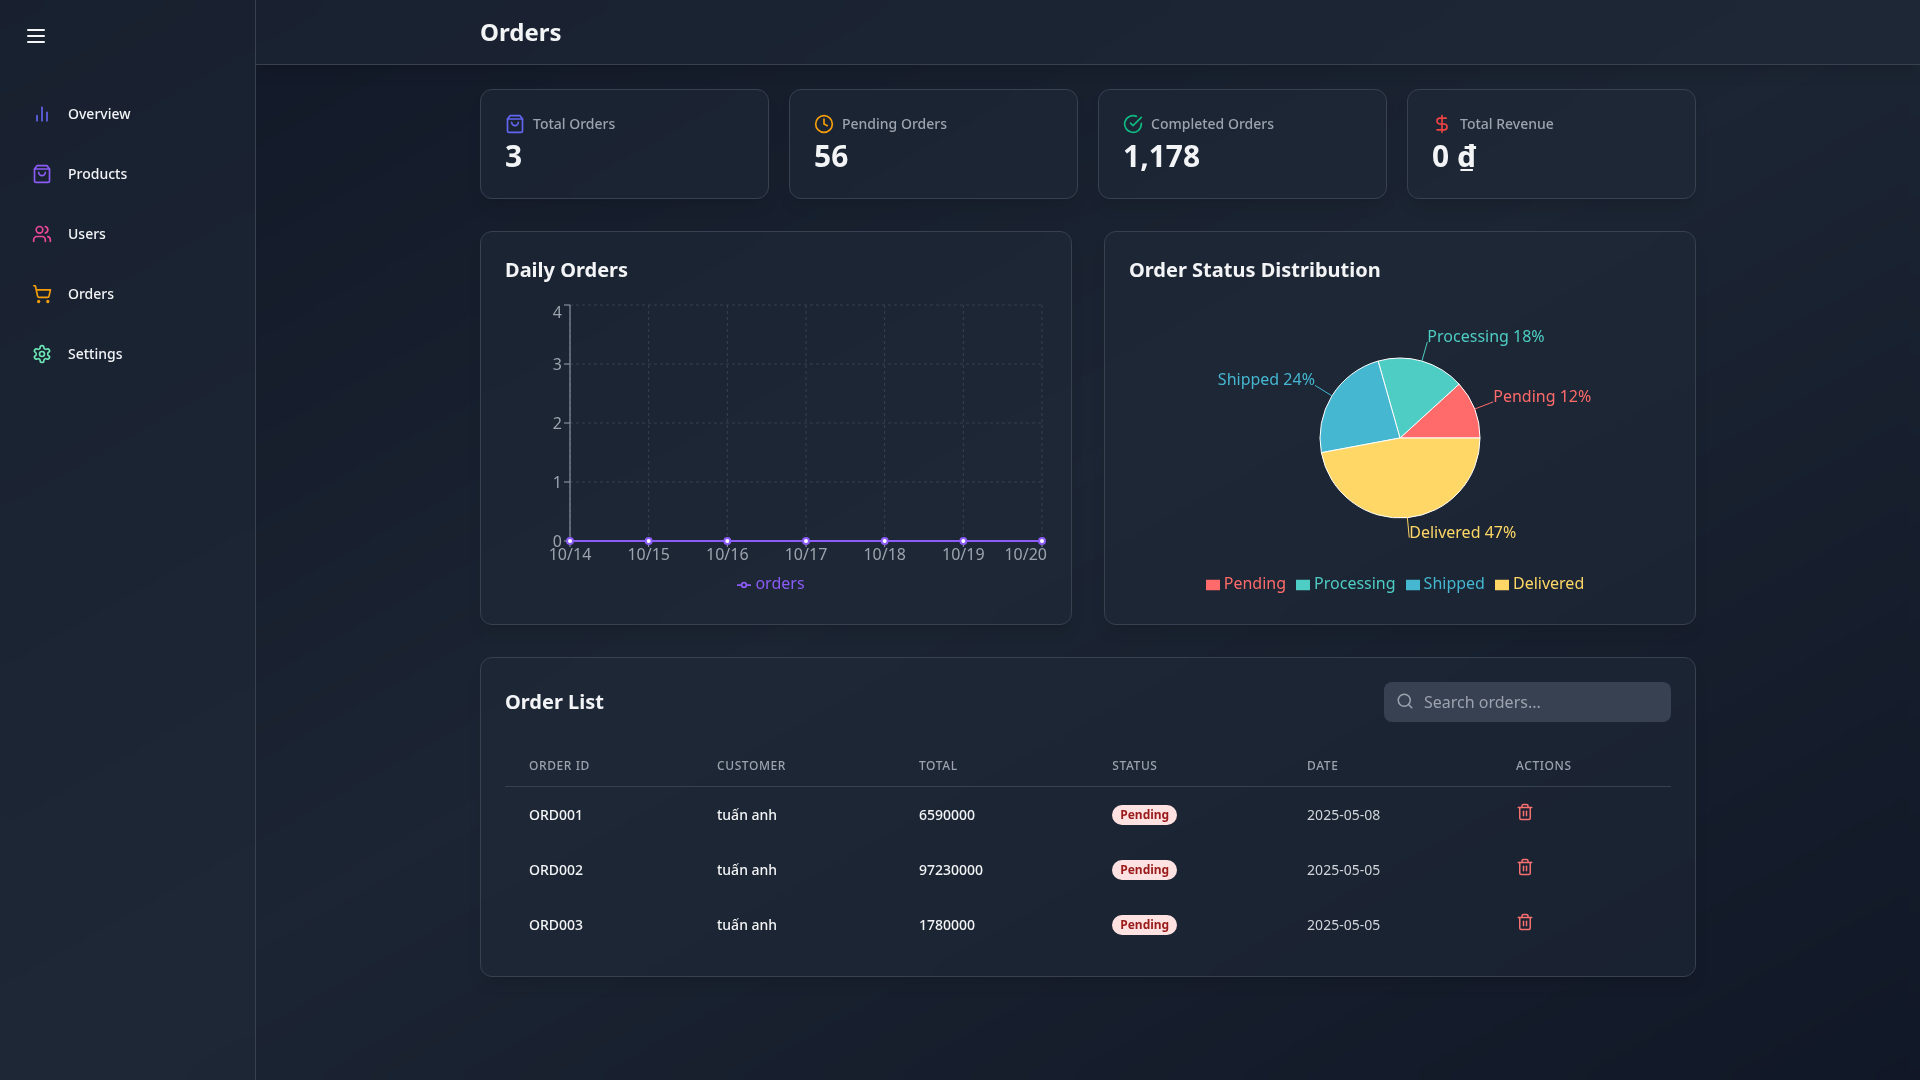 Orders
Overview
Products
Users
Orders
Settings
Total Orders
3
Pending Orders
56
Completed Orders
1,178
Total Revenue
0 ₫
Daily Orders
4
3
2
1
0
10/14 10/15 10/16 10/17 10/18 10/19 10/20
orders
Order Status Distribution
Processing 18%
Shipped 24%
Pending 12%
Delivered 47%
Pending Processing Shipped Delivered
Order List
Search orders...
ORDER ID CUSTOMER TOTAL STATUS DATE ACTIONS
ORD001 tuấn anh 6590000 Pending 2025-05-08
ORD002 tuấn anh 97230000 Pending 2025-05-05
ORD003 tuấn anh 1780000 Pending 2025-05-05